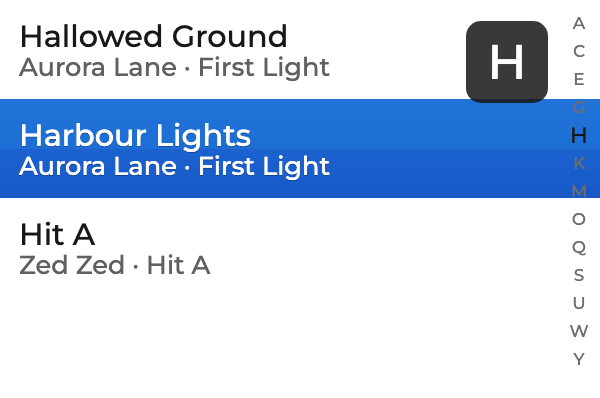 Hallowed Ground
Aurora Lane · First Light
Harbour Lights
Aurora Lane · First Light
Hit A
Zed Zed · Hit A
H
A
C
E
G
H
K
M
O
Q
S
U
W
Y